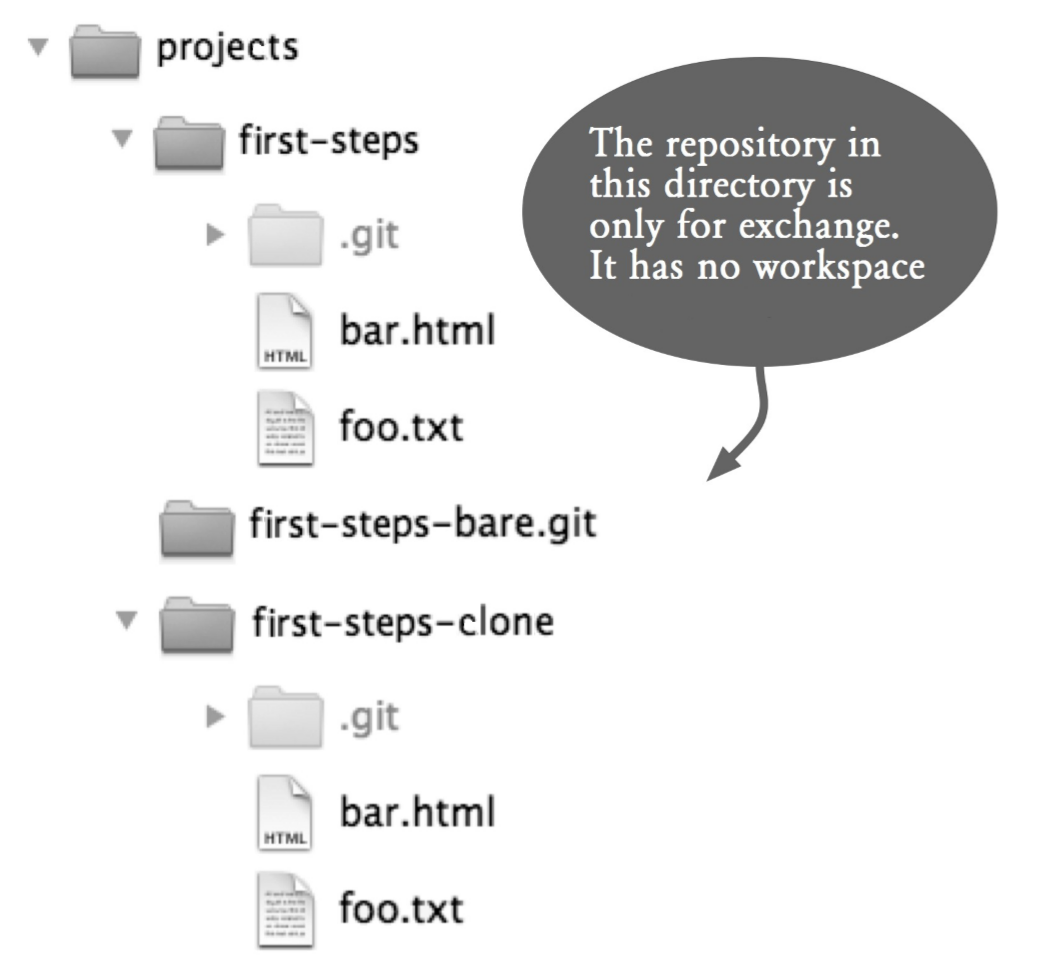 projects
first-steps
.git
The repository in
this directory is
only for exchange.
It has no workspace
HTML
bar.html
foo.txt
first-steps-bare.git
first-steps-clone
.git
HTML
bar.html
foo.txt